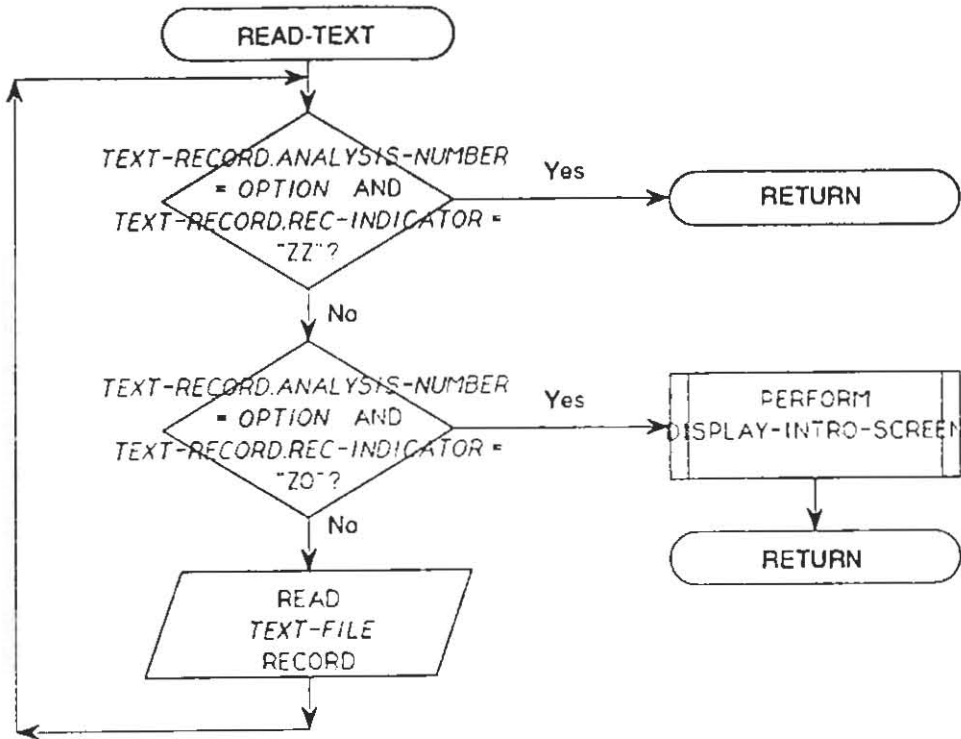 READ-TEXT
TEXT-RECORD.ANALYSIS-NUMBER
= OPTION AND
TEXT-RECORD.REC-INDICATOR =
"ZZ"?
Yes
RETURN
No
TEXT-RECORD.ANALYSIS-NUMBER
= OPTION AND
TEXT-RECORD.REC-INDICATOR =
"ZO"?
Yes
PERFORM
DISPLAY-INTRO-SCREEN
No
RETURN
READ
TEXT-FILE
RECORD